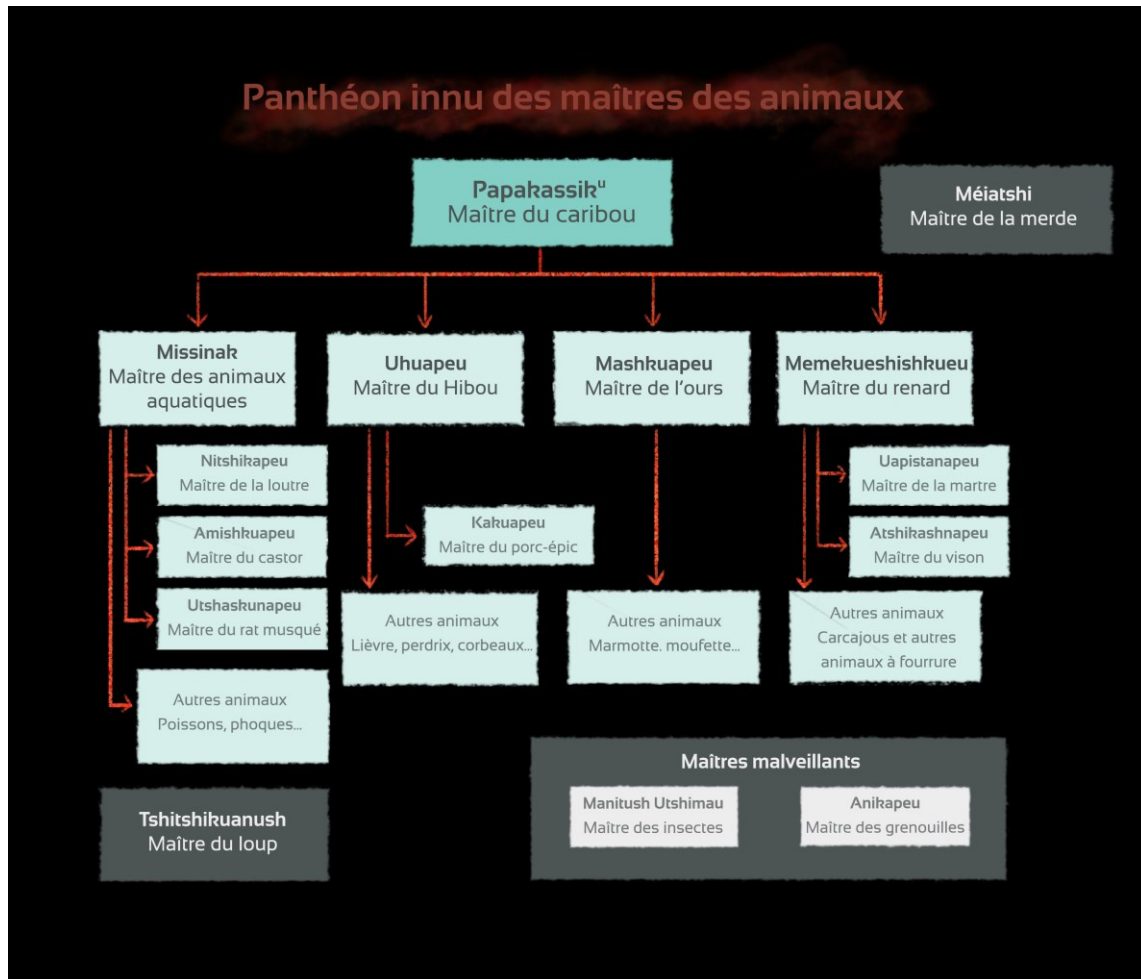 Panthéon innu des maîtres des animaux
Papakassikᵘ
Maître du caribou
Méiatshi
Maître de la merde
Missinak
Maître des animaux
aquatiques
Uhuapeu
Maître du Hibou
Mashkuapeu
Maître de l'ours
Memekueshishkueu
Maître du renard
Nitshikapeu
Maître de la loutre
Amishkuapeu
Maître du castor
Utshaskunapeu
Maître du rat musqué
Autres animaux
Poissons, phoques...
Kakuapeu
Maître du porc-épic
Autres animaux
Lièvre, perdrix, corbeaux...
Autres animaux
Marmotte. moufette...
Uapistanapeu
Maître de la martre
Atshikashnapeu
Maître du vison
Autres animaux
Carcajous et autres
animaux à fourrure
Tshitshikuanush
Maître du loup
Maîtres malveillants
Manitush Utshimau
Maître des insectes
Anikapeu
Maître des grenouilles